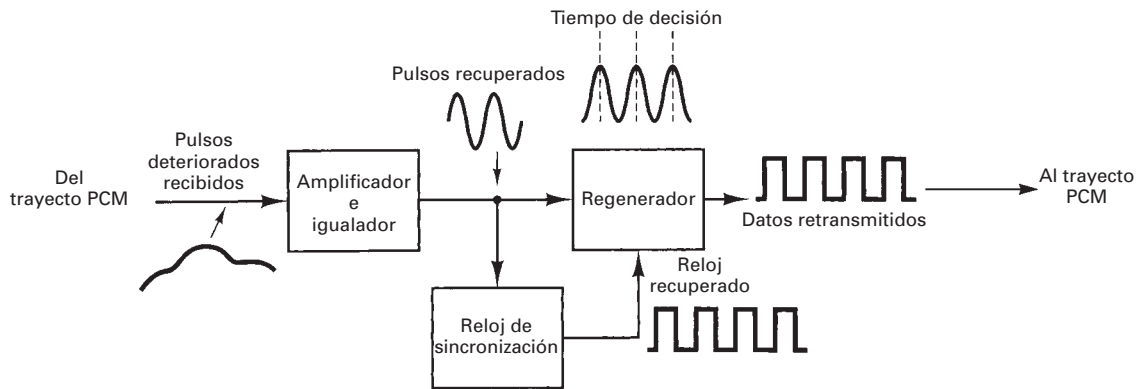 Tiempo de decisión
Pulsos recuperados
Pulsos
deteriorados
recibidos
Del
trayecto PCM
Amplificador
e
igualador
Regenerador
Datos retransmitidos
Al trayecto
PCM
Reloj
recuperado
Reloj de
sincronización